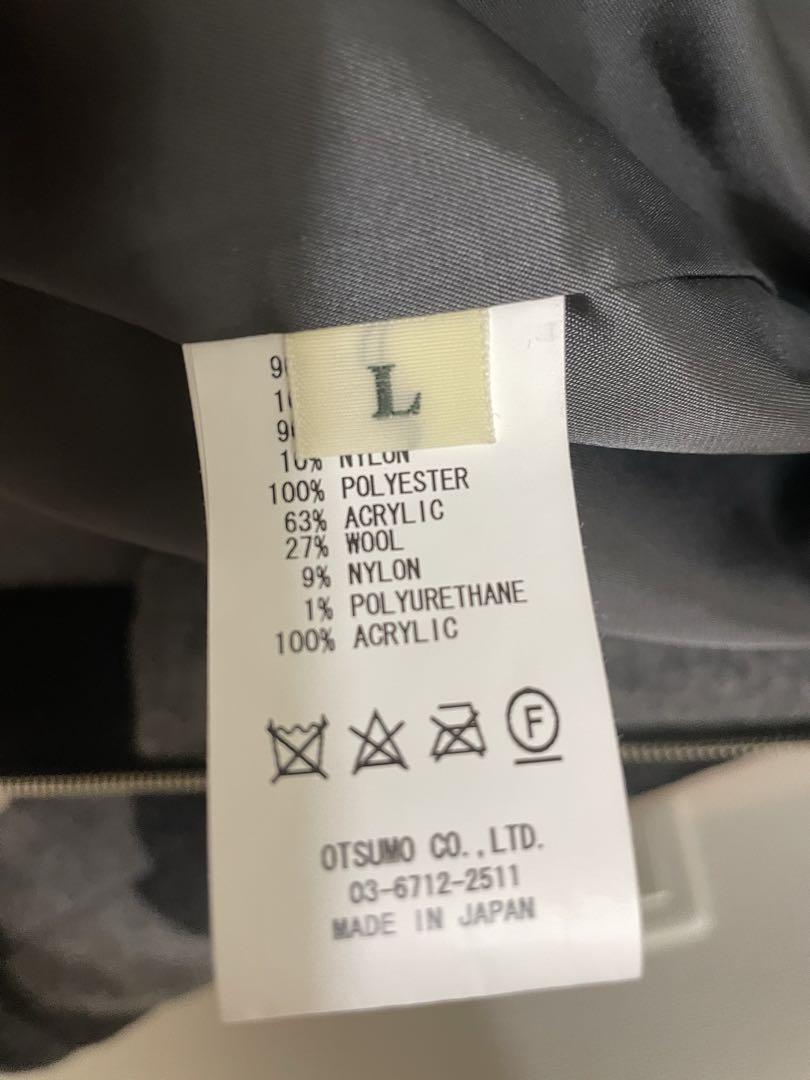 L
10% NYLON
100% POLYESTER
63% ACRYLIC
27% WOOL
9% NYLON
1% POLYURETHANE
100% ACRYLIC
F
OTSUMO CO.,LTD.
03-6712-2511
MADE IN JAPAN